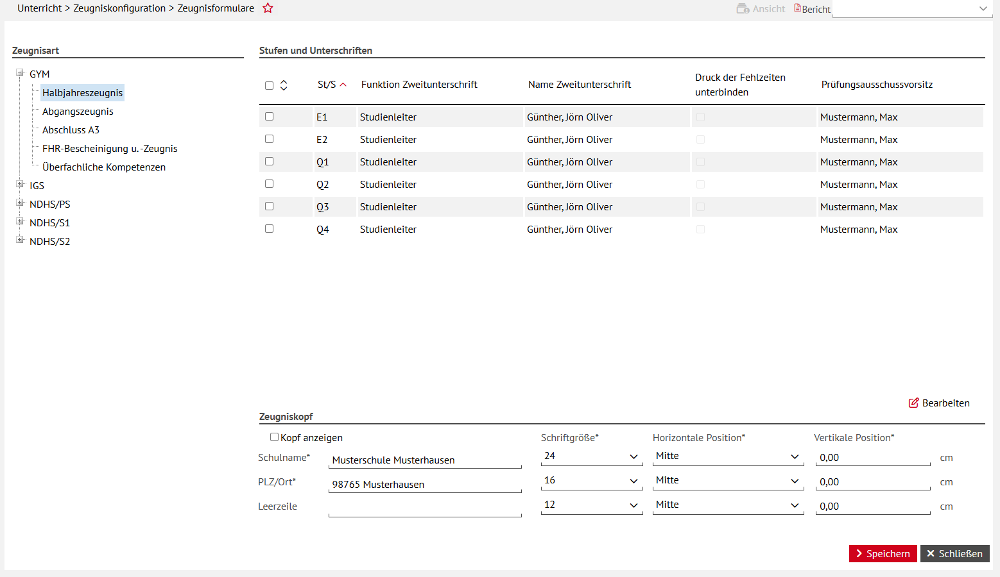 Unterricht > Zeugniskonfiguration > Zeugnisformulare
Ansicht
Bericht
Zeugnisart
GYM
Halbjahreszeugnis
Abgangszeugnis
Abschluss A3
FHR-Bescheinigung u. -Zeugnis
Überfachliche Kompetenzen
IGS
NDHS/PS
NDHS/S1
NDHS/S2
Stufen und Unterschriften
St/S Funktion Zweitunterschrift Name Zweitunterschrift Druck der Fehlzeiten unterbinden Prüfungsausschussvorsitz
E1 Studienleiter Günther, Jörn Oliver Mustermann, Max
E2 Studienleiter Günther, Jörn Oliver Mustermann, Max
Q1 Studienleiter Günther, Jörn Oliver Mustermann, Max
Q2 Studienleiter Günther, Jörn Oliver Mustermann, Max
Q3 Studienleiter Günther, Jörn Oliver Mustermann, Max
Q4 Studienleiter Günther, Jörn Oliver Mustermann, Max
Bearbeiten
Zeugniskopf
Kopf anzeigen Schriftgröße* Horizontale Position* Vertikale Position*
Schulname* Musterschule Musterhausen 24 Mitte 0,00 cm
PLZ/Ort* 98765 Musterhausen 16 Mitte 0,00 cm
Leerzeile 12 Mitte 0,00 cm
Speichern Schließen